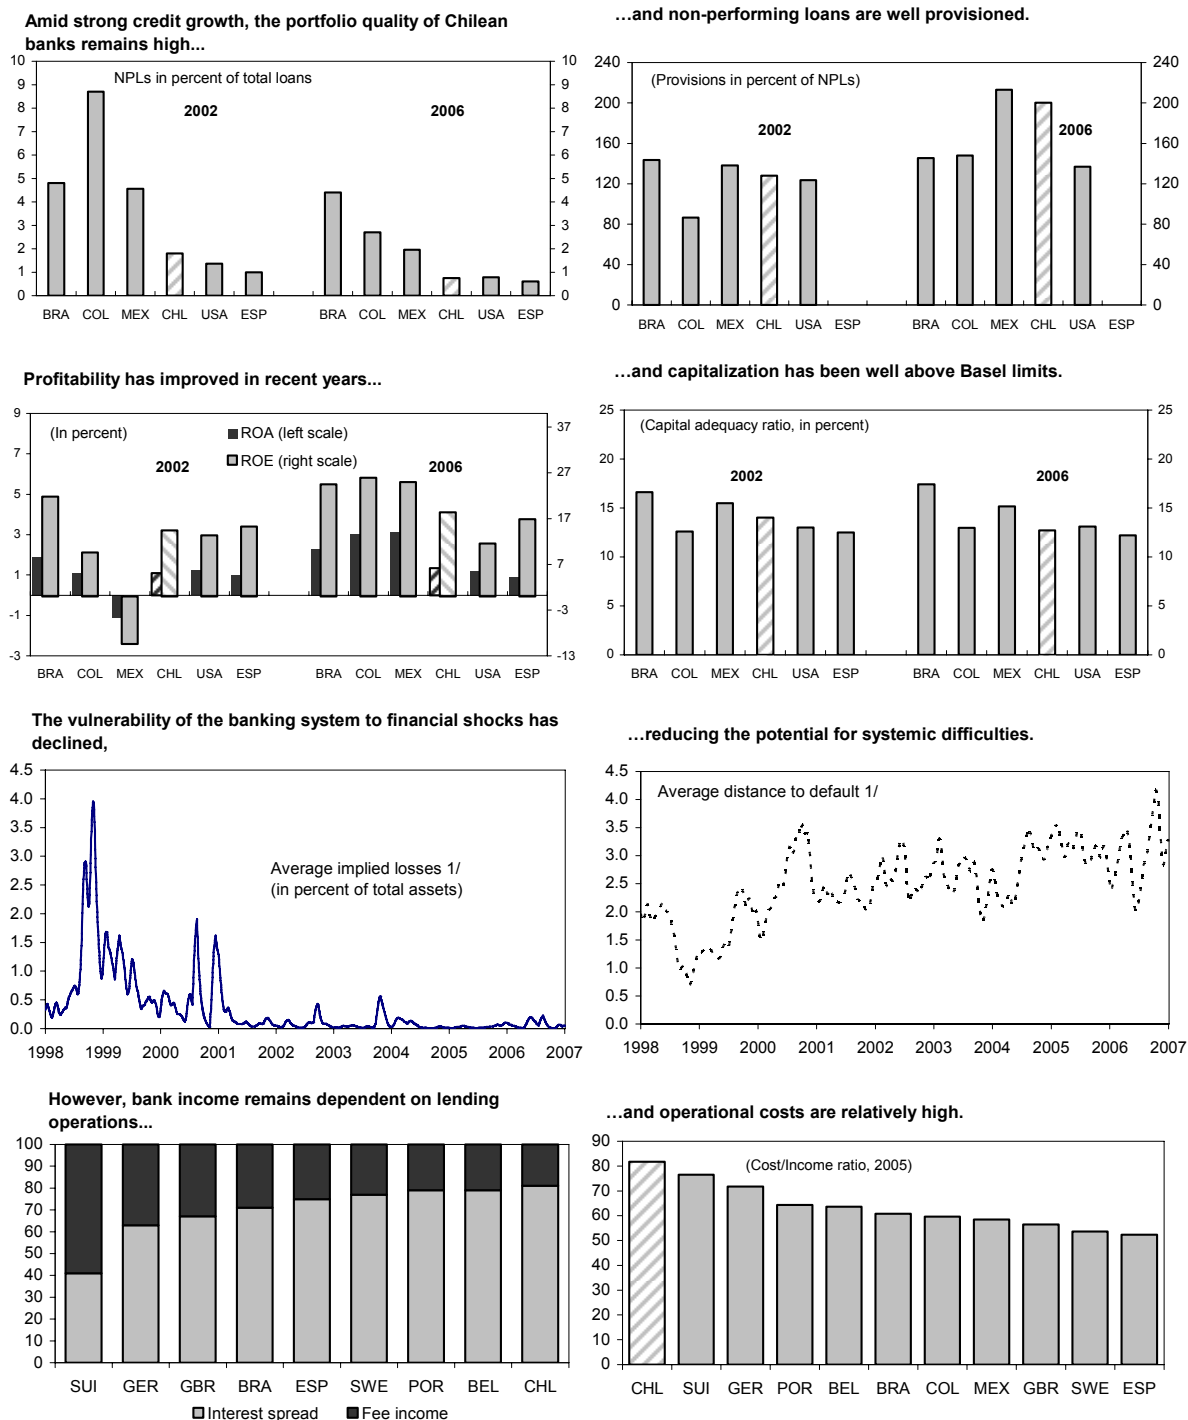 Amid strong credit growth, the portfolio quality of Chilean
banks remains high...
10 10
NPLs in percent of total loans
9 9
8 8
2002 2006
7 7
6 6
5 5
4 4
3 3
2 2
1 1
0 0
BRA COL MEX CHL USA ESP BRA COL MEX CHL USA ESP
…and non-performing loans are well provisioned.
240 240
(Provisions in percent of NPLs)
200 200
2002 2006
160 160
120 120
80 80
40 40
0 0
BRA COL MEX CHL USA ESP BRA COL MEX CHL USA ESP
Profitability has improved in recent years...
9
(In percent) ROA (left scale) 37
7
ROE (right scale)
2002 2006 27
5
17
3
7
1
-1 -3
-3 -13
BRA COL MEX CHL USA ESP BRA COL MEX CHL USA ESP
…and capitalization has been well above Basel limits.
25 25
(Capital adequacy ratio, in percent)
20 20
2002 2006
15 15
10 10
5 5
0 0
BRA COL MEX CHL USA ESP BRA COL MEX CHL USA ESP
The vulnerability of the banking system to financial shocks has
declined,
4.5
4.0
3.5
3.0
Average implied losses 1/
(in percent of total assets)
2.5
2.0
1.5
1.0
0.5
0.0
1998 1999 2000 2001 2002 2003 2004 2005 2006 2007
…reducing the potential for systemic difficulties.
4.5
Average distance to default 1/
4.0
3.5
3.0
2.5
2.0
1.5
1.0
0.5
0.0
1998 1999 2000 2001 2002 2003 2004 2005 2006 2007
However, bank income remains dependent on lending
operations...
100
90
80
70
60
50
40
30
20
10
0
SUI GER GBR BRA ESP SWE POR BEL CHL
Interest spread Fee income
…and operational costs are relatively high.
90
80
(Cost/Income ratio, 2005)
70
60
50
40
30
20
10
0
CHL SUI GER POR BEL BRA COL MEX GBR SWE ESP